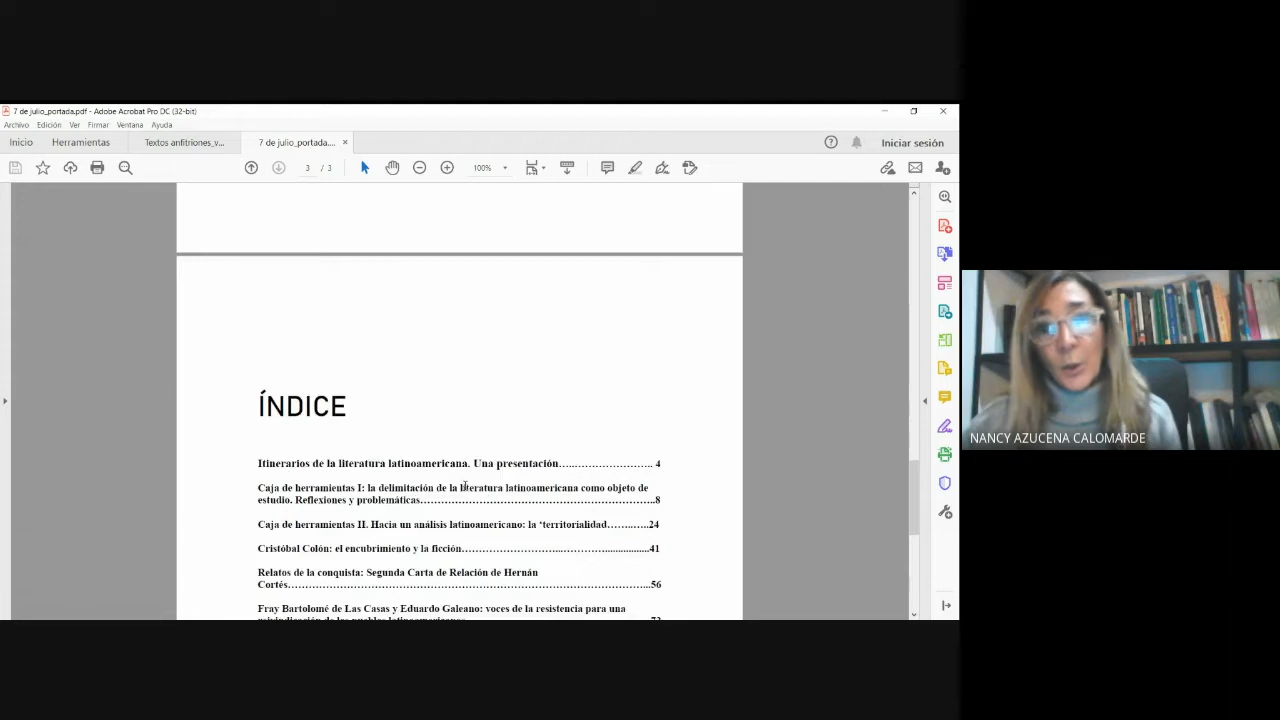 7 de julio_portada.pdf - Adobe Acrobat Pro DC (32-bit)
Archivo Edición Ver Firmar Ventana Ayuda
Inicio Herramientas Textos anfitriones_v... 7 de julio_portada.... × Iniciar sesión
3 / 3 100%
ÍNDICE
Itinerarios de la literatura latinoamericana. Una presentación…..………………….. 4
Caja de herramientas I: la delimitación de la literatura latinoamericana como objeto de
estudio. Reflexiones y problemáticas…………………………………………………..8
Caja de herramientas II. Hacia un análisis latinoamericano: la ‘territorialidad……..…..24
Cristóbal Colón: el encubrimiento y la ficción……………………...…………..................41
Relatos de la conquista: Segunda Carta de Relación de Hernán
Cortés…………………………………………………………………………………...56
Fray Bartolomé de Las Casas y Eduardo Galeano: voces de la resistencia para una
reivindicación de los pueblos latinoamericanos
NANCY AZUCENA CALOMARDE